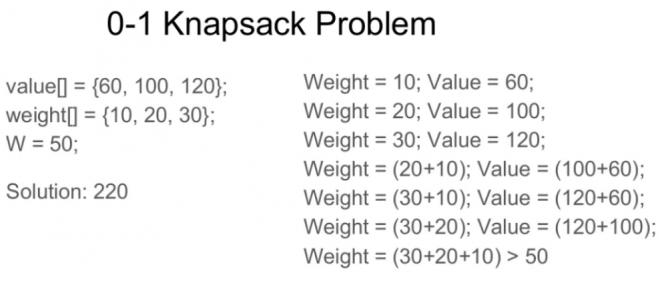 0-1 Knapsack Problem
value[] = {60, 100, 120};
weight[] = {10, 20, 30};
W = 50;
Solution: 220
Weight = 10; Value = 60;
Weight = 20; Value = 100;
Weight = 30; Value = 120;
Weight = (20+10); Value = (100+60);
Weight = (30+10); Value = (120+60);
Weight = (30+20); Value = (120+100);
Weight = (30+20+10) > 50